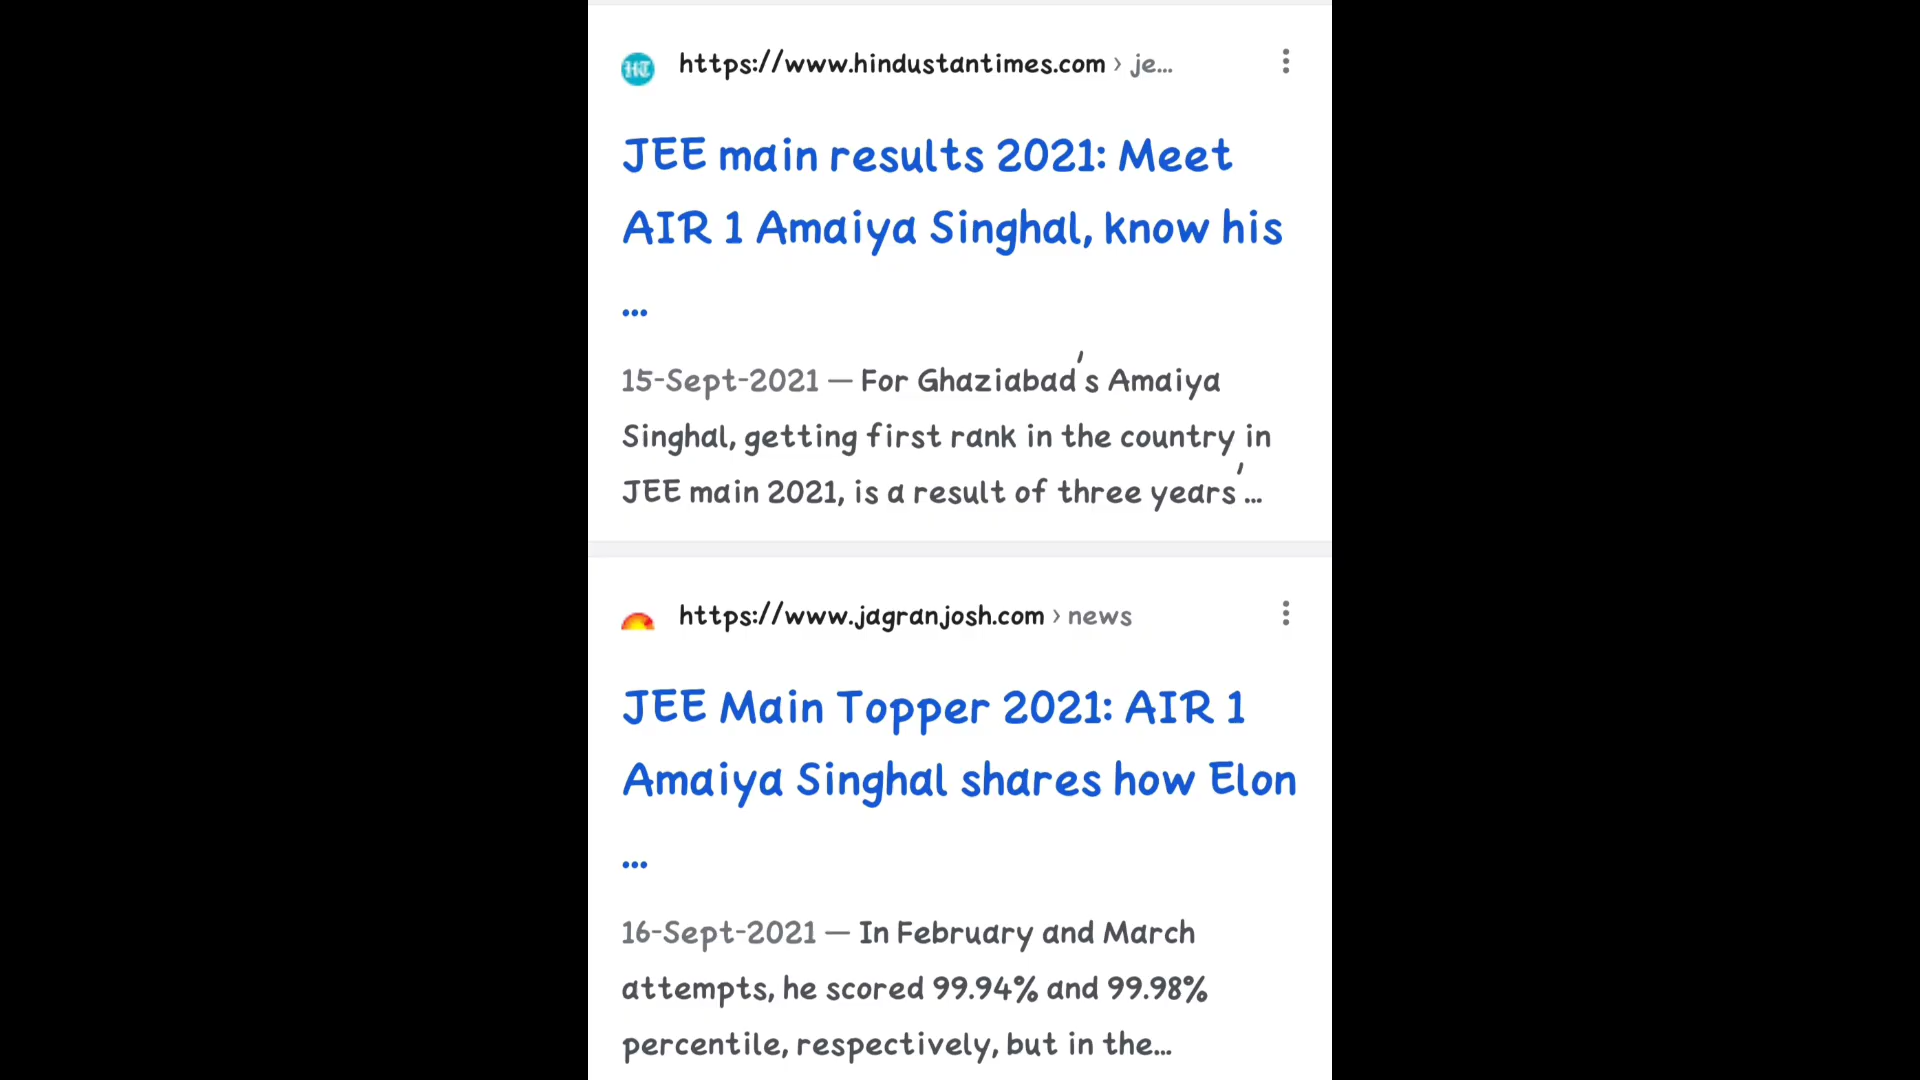 https://www.hindustantimes.com › je...
JEE main results 2021: Meet
AIR 1 Amaiya Singhal, know his
...
15-Sept-2021 — For Ghaziabad's Amaiya
Singhal, getting first rank in the country in
JEE main 2021, is a result of three years'...
https://www.jagranjosh.com › news
JEE Main Topper 2021: AIR 1
Amaiya Singhal shares how Elon
...
16-Sept-2021 — In February and March
attempts, he scored 99.94% and 99.98%
percentile, respectively, but in the...